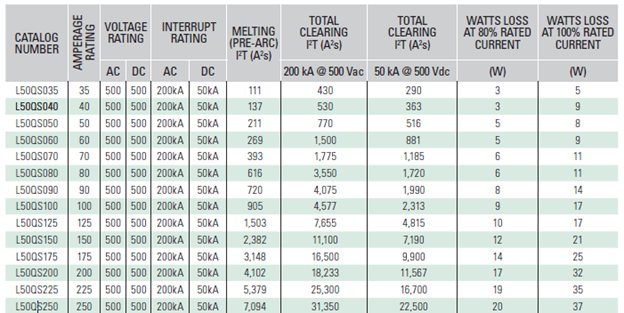 CATALOG NUMBER AMPERAGE RATING VOLTAGE RATING INTERRUPT RATING MELTING (PRE-ARC) I²T (A²s) TOTAL CLEARING I²T (A²s) TOTAL CLEARING I²T (A²s) WATTS LOSS AT 80% RATED CURRENT WATTS LOSS AT 100% RATED CURRENT
AC DC AC DC 200 kA @ 500 Vac 50 kA @ 500 Vdc (W) (W)
L50QS035 35 500 500 200kA 50kA 111 430 290 3 5
L50QS040 40 500 500 200kA 50kA 137 530 363 3 9
L50QS050 50 500 500 200kA 50kA 211 770 516 5 8
L50QS060 60 500 500 200kA 50kA 269 1,500 881 5 9
L50QS070 70 500 500 200kA 50kA 393 1,775 1,185 6 11
L50QS080 80 500 500 200kA 50kA 616 3,550 1,720 6 11
L50QS090 90 500 500 200kA 50kA 720 4,075 1,990 8 14
L50QS100 100 500 500 200kA 50kA 905 4,577 2,313 9 17
L50QS125 125 500 500 200kA 50kA 1,503 7,655 4,815 10 17
L50QS150 150 500 500 200kA 50kA 2,382 11,100 7,190 12 21
L50QS175 175 500 500 200kA 50kA 3,148 16,500 9,900 14 25
L50QS200 200 500 500 200kA 50kA 4,102 18,233 11,567 17 32
L50QS225 225 500 500 200kA 50kA 5,379 25,300 16,700 19 35
L50QS250 250 500 500 200kA 50kA 7,094 31,350 22,500 20 37